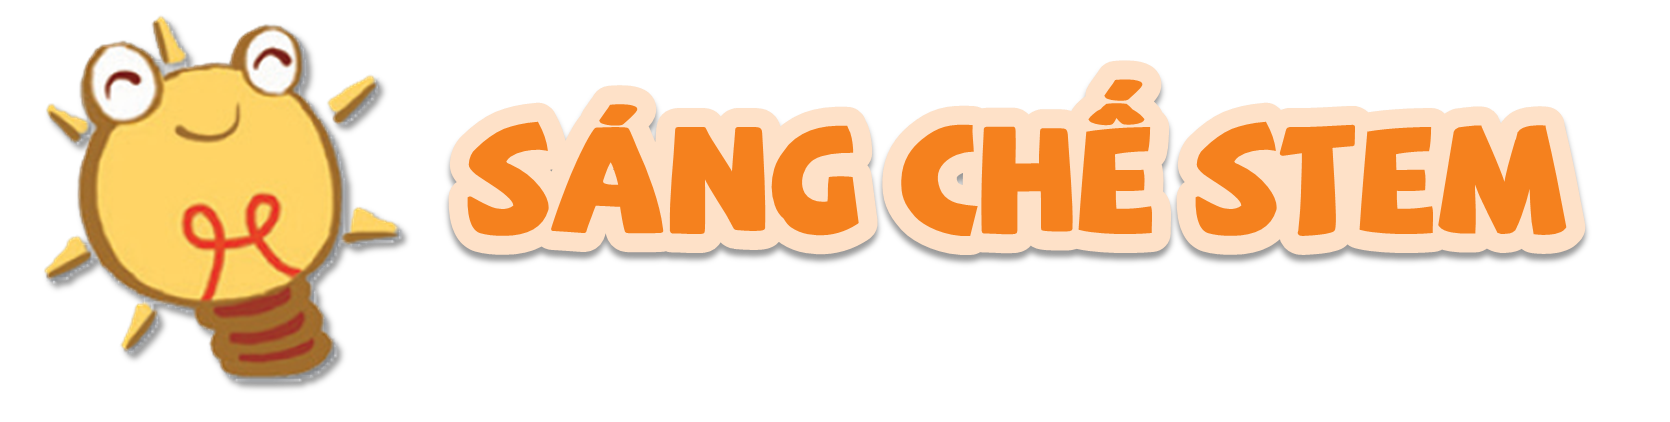 SÁNG CHẾ STEM